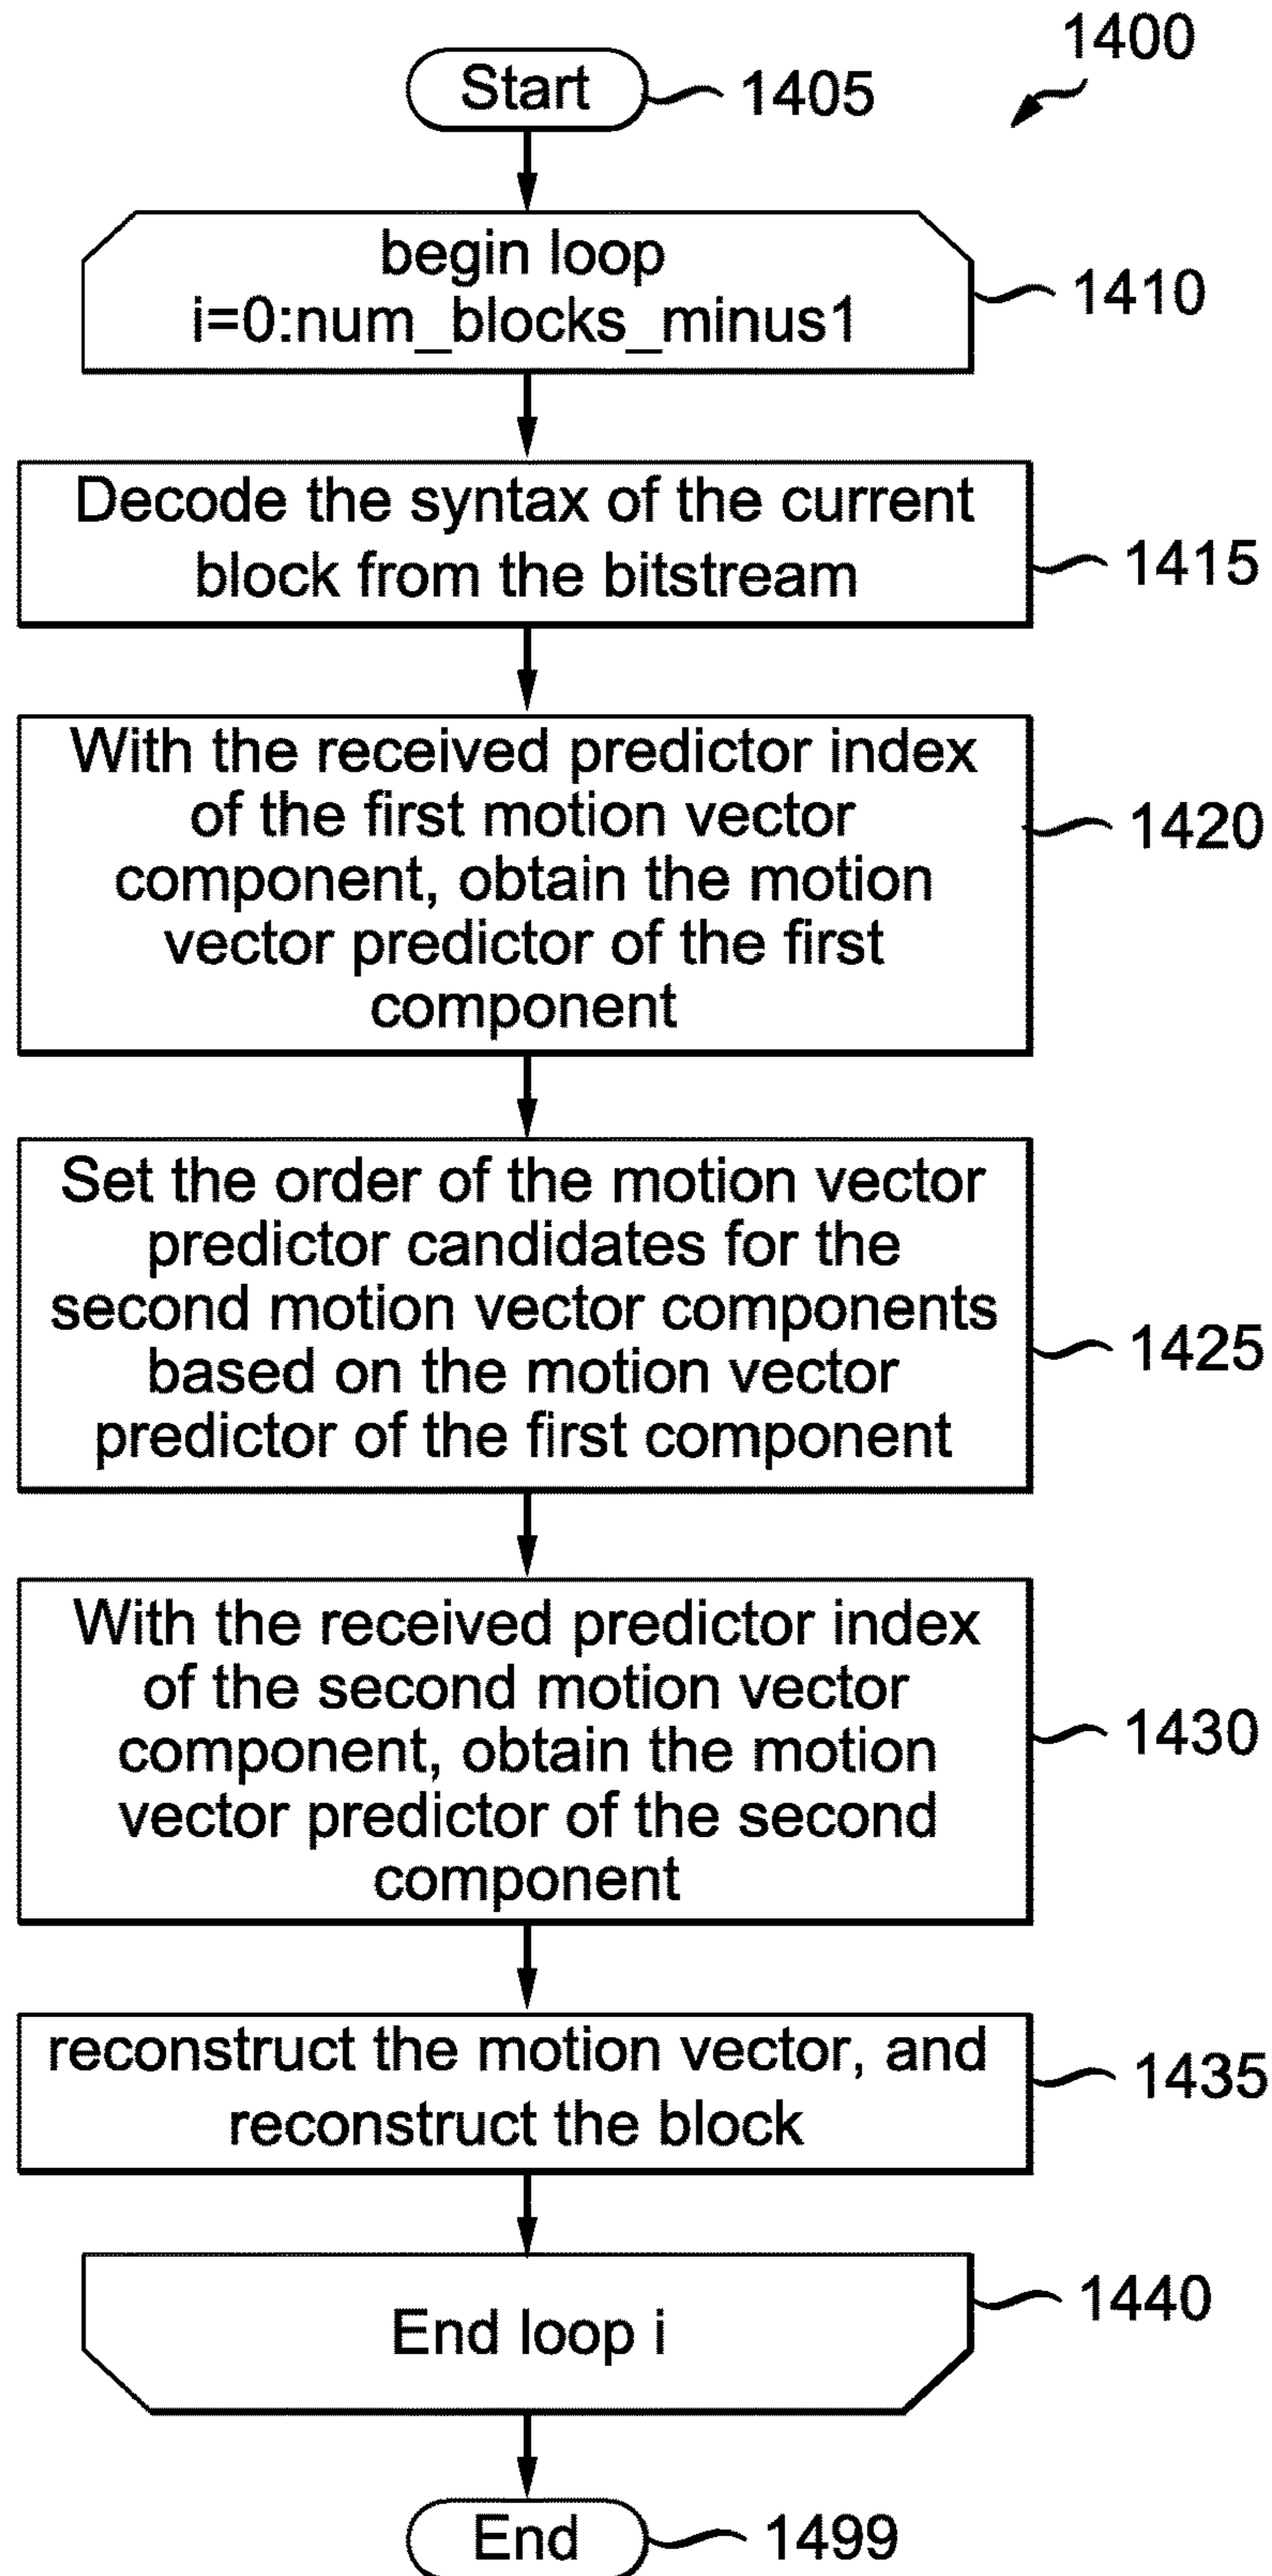 1400
Start
1405
begin loop
i=0:num_blocks_minus1
1410
Decode the syntax of the current
block from the bitstream
1415
With the received predictor index
of the first motion vector
component, obtain the motion
vector predictor of the first
component
1420
Set the order of the motion vector
predictor candidates for the
second motion vector components
based on the motion vector
predictor of the first component
1425
With the received predictor index
of the second motion vector
component, obtain the motion
vector predictor of the second
component
1430
reconstruct the motion vector, and
reconstruct the block
1435
End loop i
1440
End
1499